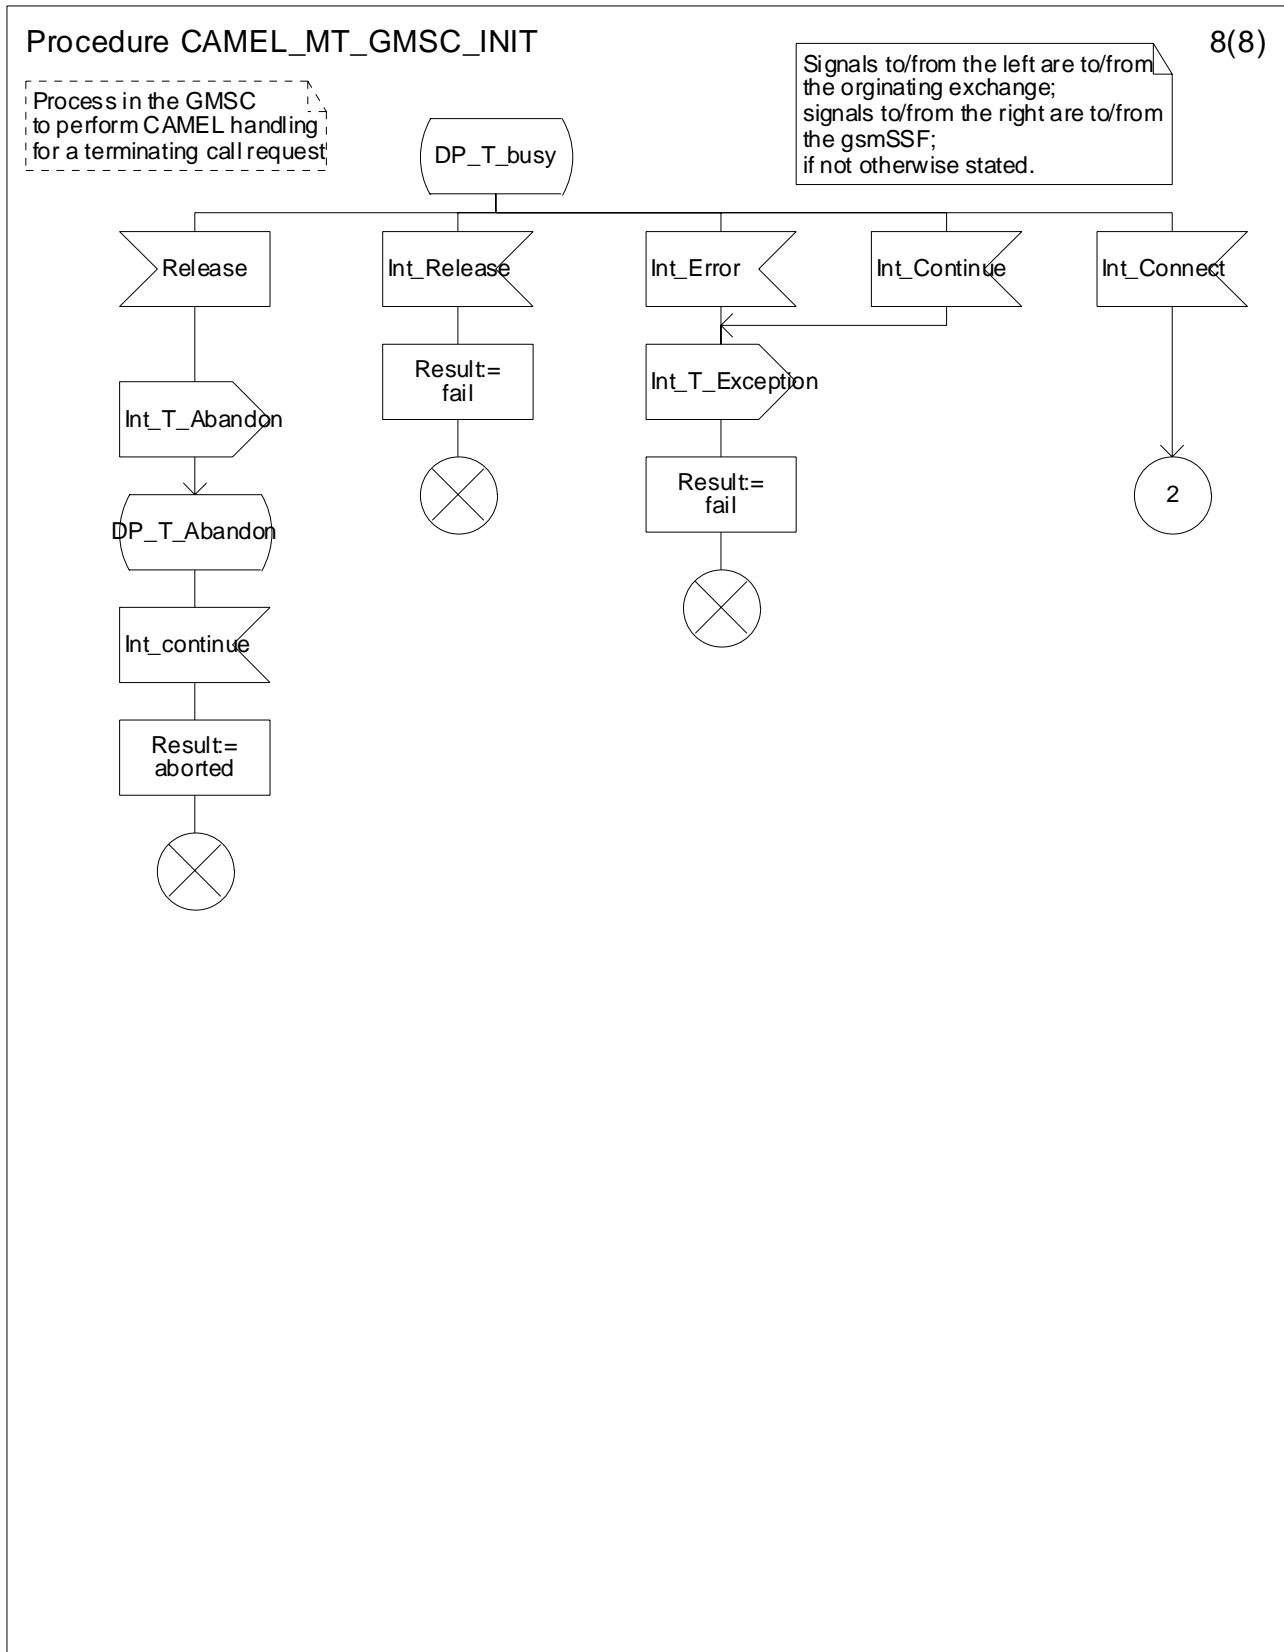 Procedure CAMEL_MT_GMSC_INIT
8(8)
Process in the GMSC
to perform CAMEL handling
for a terminating call request
Signals to/from the left are to/from
the orginating exchange;
signals to/from the right are to/from
the gsmSSF;
if not otherwise stated.
DP_T_busy
Release
Int_Release
Int_Error
Int_Continue
Int_Connect
Result:=
fail
Int_T_Exception
Int_T_Abandon
Result:=
fail
2
DP_T_Abandon
Int_continue
Result:=
aborted